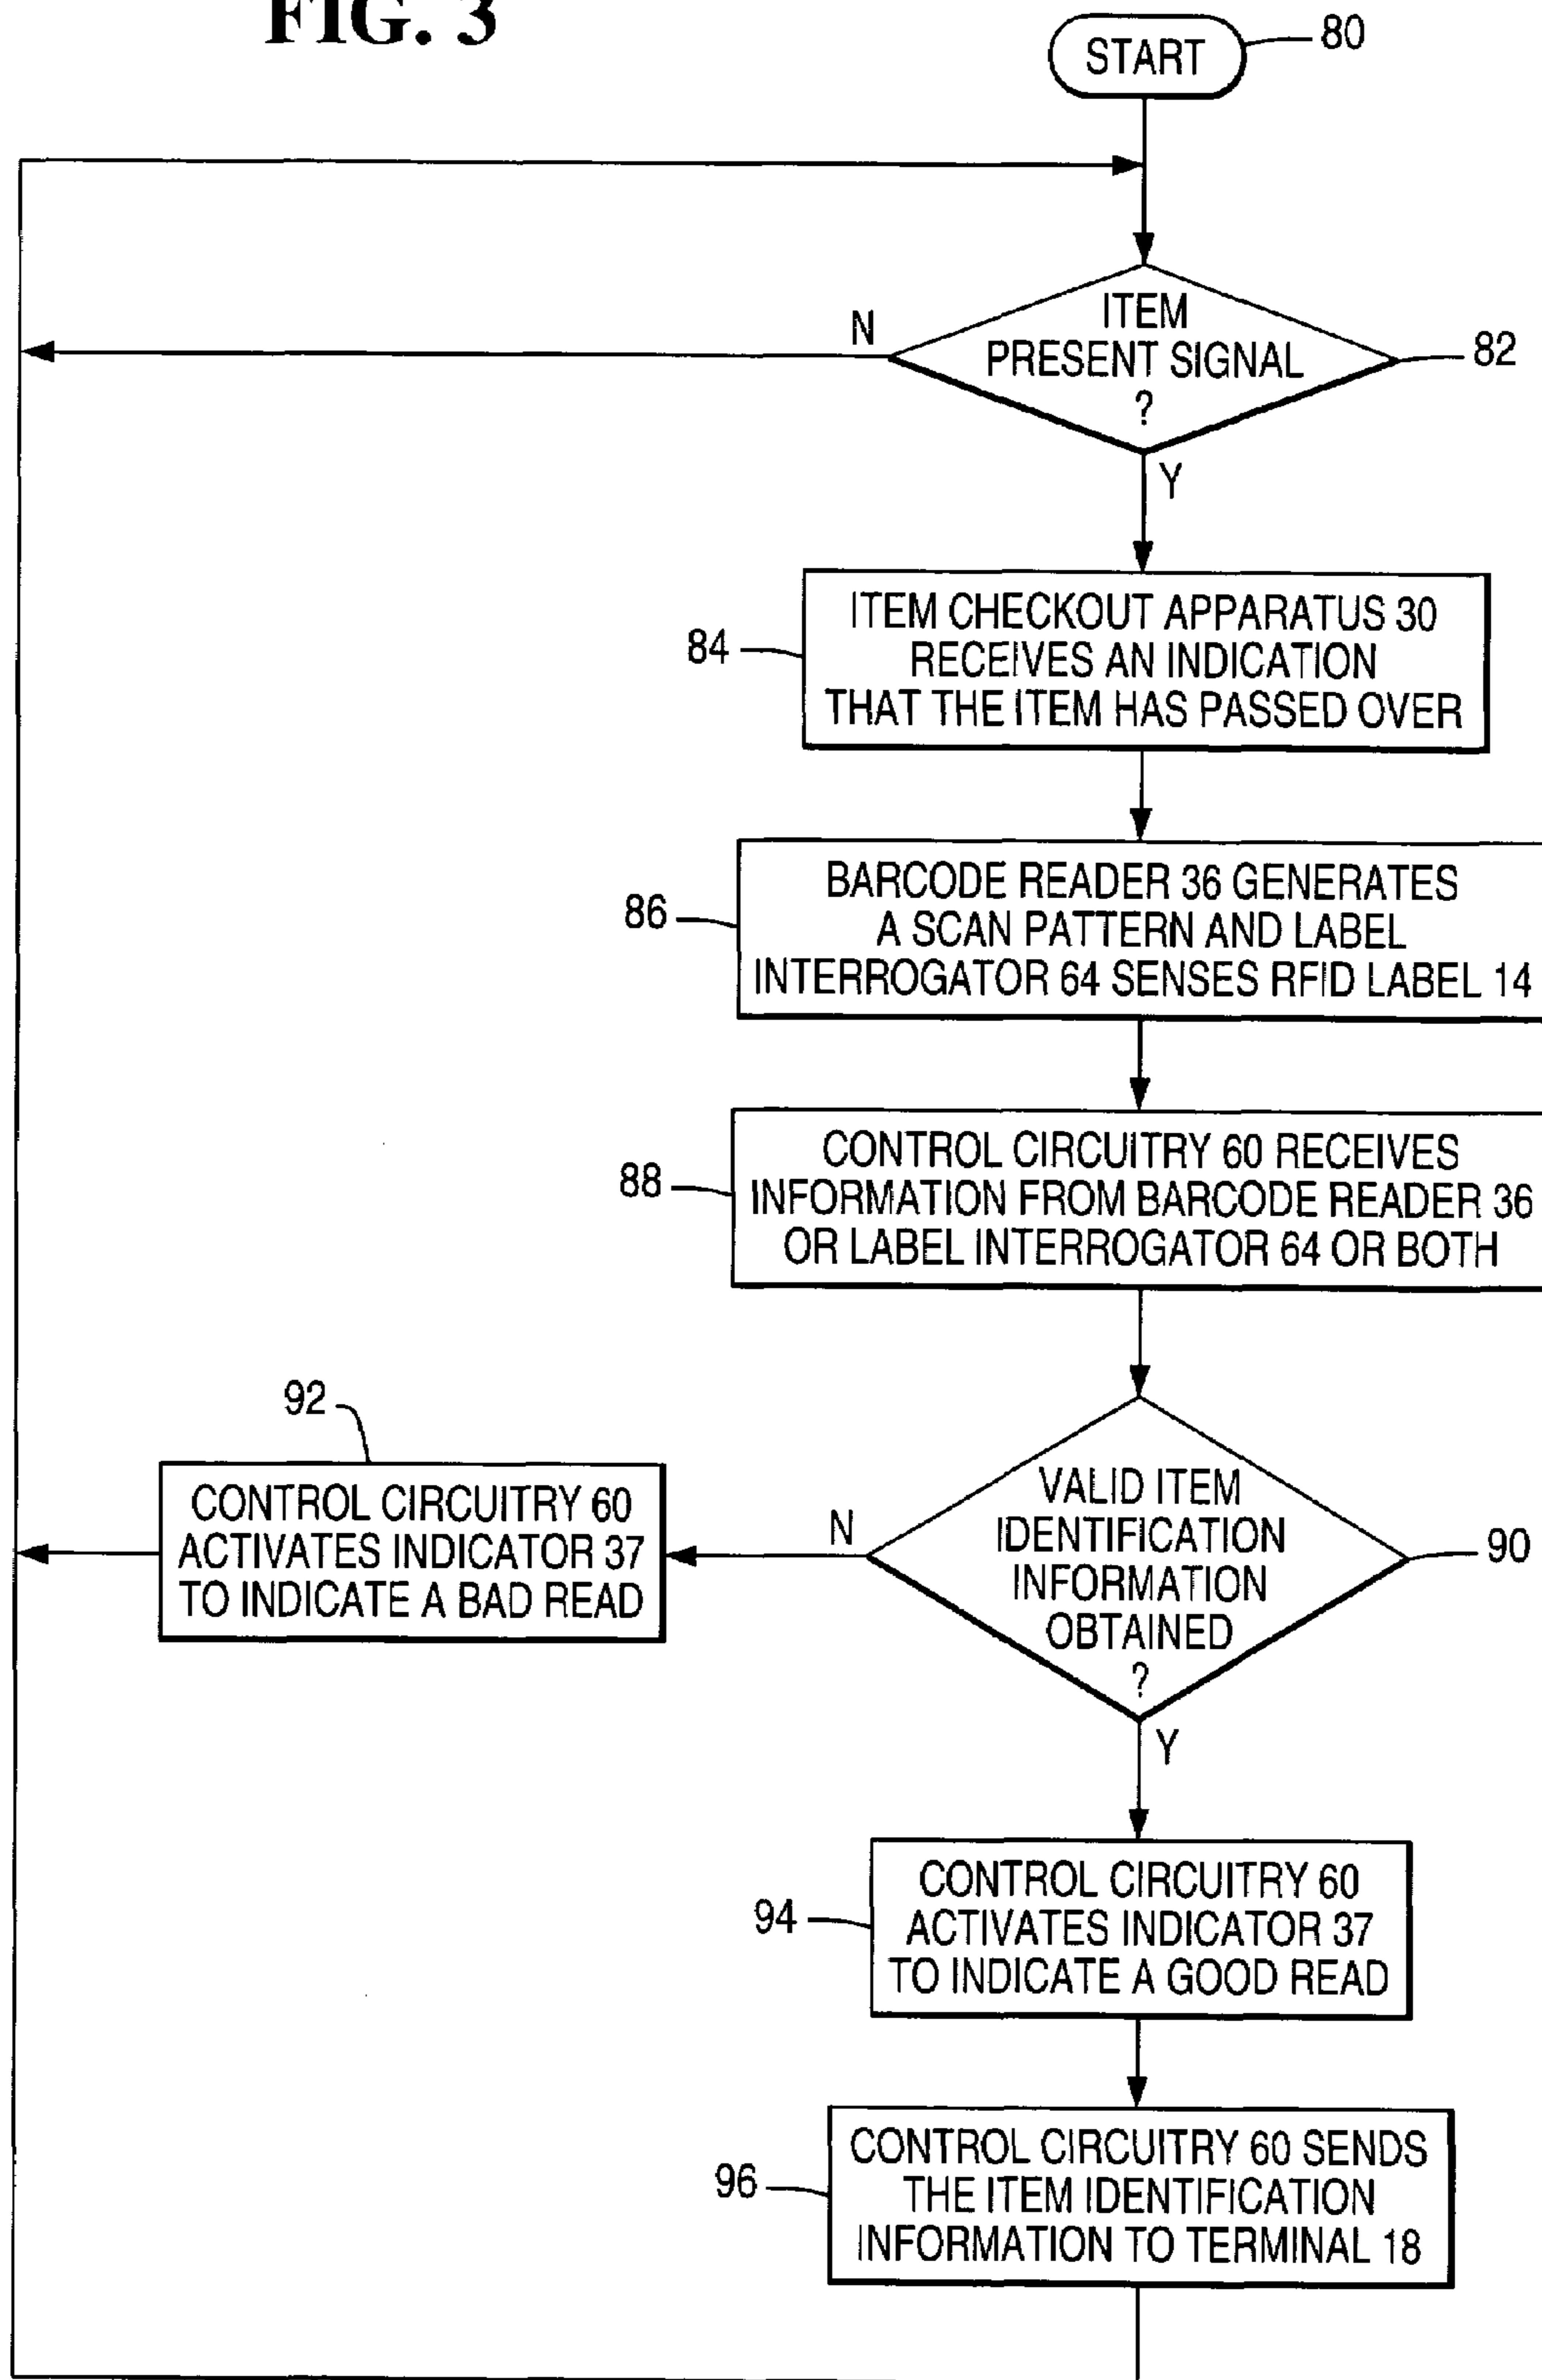 FIG. 3
START
80
ITEM
PRESENT SIGNAL
?
82
N
Y
84
ITEM CHECKOUT APPARATUS 30
RECEIVES AN INDICATION
THAT THE ITEM HAS PASSED OVER
86
BARCODE READER 36 GENERATES
A SCAN PATTERN AND LABEL
INTERROGATOR 64 SENSES RFID LABEL 14
88
CONTROL CIRCUITRY 60 RECEIVES
INFORMATION FROM BARCODE READER 36
OR LABEL INTERROGATOR 64 OR BOTH
VALID ITEM
IDENTIFICATION
INFORMATION
OBTAINED
?
90
N
92
CONTROL CIRCUITRY 60
ACTIVATES INDICATOR 37
TO INDICATE A BAD READ
Y
94
CONTROL CIRCUITRY 60
ACTIVATES INDICATOR 37
TO INDICATE A GOOD READ
96
CONTROL CIRCUITRY 60 SENDS
THE ITEM IDENTIFICATION
INFORMATION TO TERMINAL 18